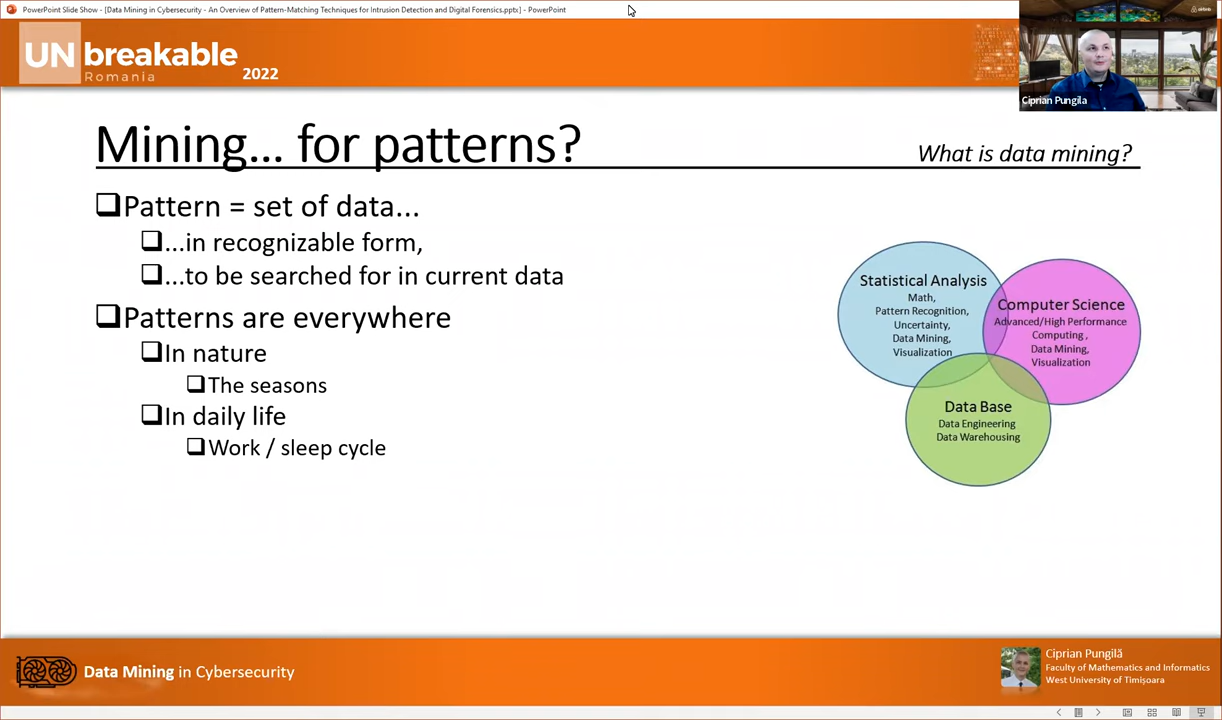 PowerPoint Slide Show - [Data Mining in Cybersecurity - An Overview of Pattern-Matching Techniques for Intrusion Detection and Digital Forensics.pptx] - PowerPoint
UNbreakable
Romania
2022
Ciprian Pungila
Mining... for patterns?
What is data mining?
Pattern = set of data...
...in recognizable form,
...to be searched for in current data
Patterns are everywhere
In nature
The seasons
In daily life
Work / sleep cycle
Statistical Analysis
Math,
Pattern Recognition,
Uncertainty,
Data Mining,
Visualization
Computer Science
Advanced/High Performance
Computing ,
Data Mining,
Visualization
Data Base
Data Engineering
Data Warehousing
Data Mining in Cybersecurity
Ciprian Pungilă
Faculty of Mathematics and Informatics
West University of Timișoara